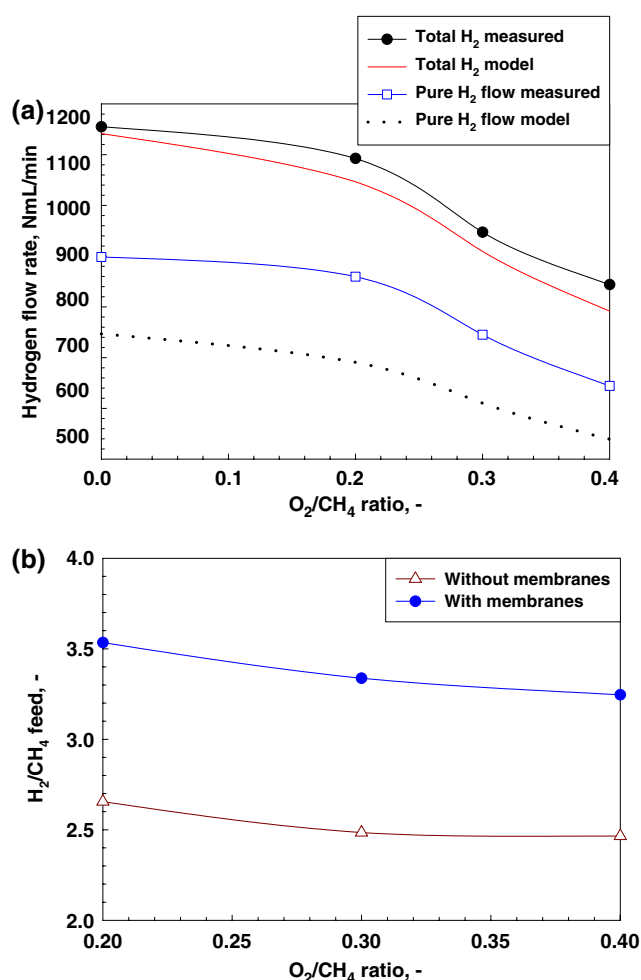 Total H₂ measured
Total H₂ model
Pure H₂ flow measured
Pure H₂ flow model
(a)
1200
1100
1000
900
800
700
600
500
Hydrogen flow rate, NmL/min
0.0 0.1 0.2 0.3 0.4
O₂/CH₄ ratio, -
(b)
Without membranes
With membranes
4.0
3.5
3.0
2.5
2.0
H₂/CH₄ feed, -
0.20 0.25 0.30 0.35 0.40
O₂/CH₄ ratio, -